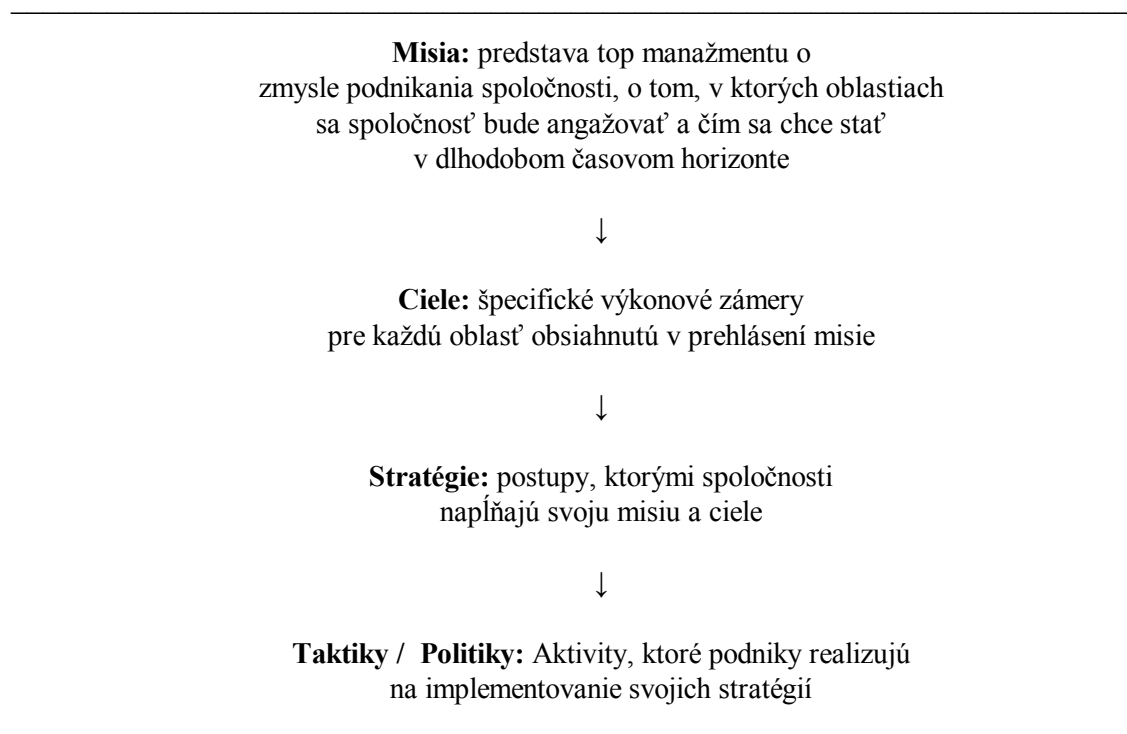 Misia: predstava top manažmentu o
zmysle podnikania spoločnosti, o tom, v ktorých oblastiach
sa spoločnosť bude angažovať a čím sa chce stať
v dlhodobom časovom horizonte
↓
Ciele: špecifické výkonové zámery
pre každú oblasť obsiahnutú v prehlásení misie
↓
Stratégie: postupy, ktorými spoločnosti
napĺňajú svoju misiu a ciele
↓
Taktiky / Politiky: Aktivity, ktoré podniky realizujú
na implementovanie svojich stratégií